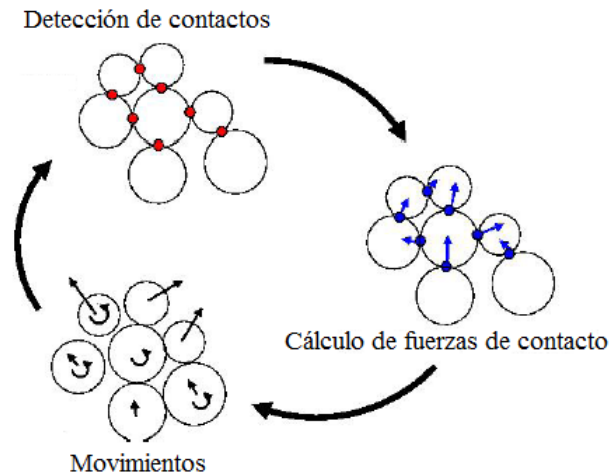 Detección de contactos
Cálculo de fuerzas de contacto
Movimientos